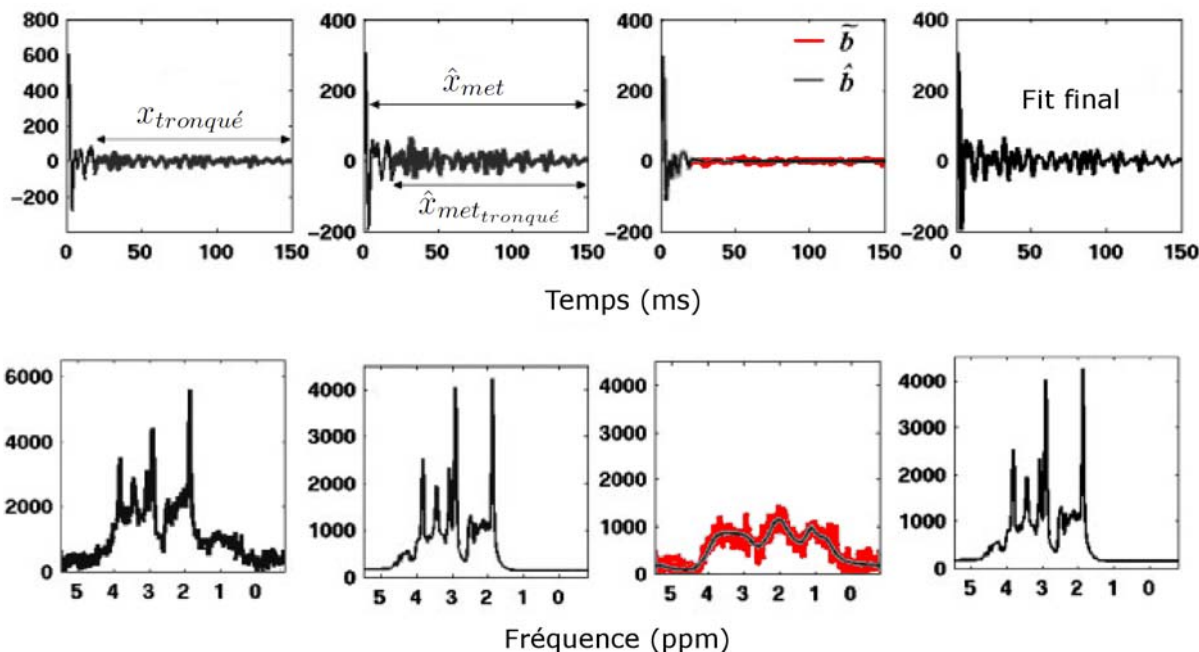 800 400 400 400
600 b̃
400 x̂met 200 200 b̂ 200 Fit final
200 xtronqué
0 0 0 0
−200 x̂mettronqué
−200 −200 −200
0 50 100 150 0 50 100 150 0 50 100 150 0 50 100 150
Temps (ms)
6000 4000 4000 4000
4000 3000 3000 3000
2000 2000 2000
2000 1000 1000 1000
0 0 0 0
5 4 3 2 1 0 5 4 3 2 1 0 5 4 3 2 1 0 5 4 3 2 1 0
Fréquence (ppm)